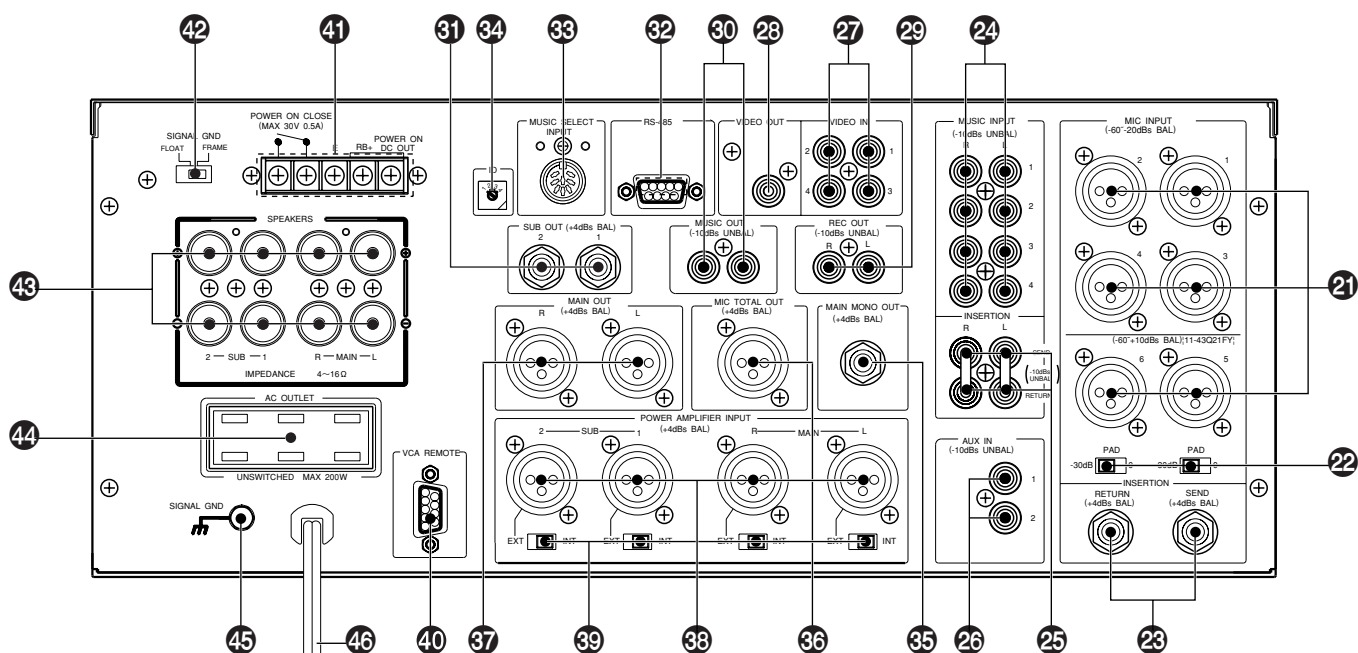 42 41 31 34 33 32 30 28 27 29 24
POWER ON CLOSE
(MAX 30V 0.5A)
SIGNAL GND
FLOAT FRAME
E RB+
POWER ON
DC OUT
MUSIC SELECT
INPUT
RS-485
VIDEO OUT
VIDEO IN
2 1
4 3
ID
MUSIC INPUT
(-10dBs UNBAL)
R L
1
2
3
4
MIC INPUT
(-60~-20dBs BAL)
2 1
4 3
(-60~+10dBs BAL)(11-43Q21FY)
6 5
21
SPEAKERS
43
2 — SUB — 1
R — MAIN — L
IMPEDANCE 4~16Ω
SUB OUT (+4dBs BAL)
2 1
MUSIC OUT
(-10dBs UNBAL)
REC OUT
(-10dBs UNBAL)
R L
MAIN OUT
(+4dBs BAL)
R L
MIC TOTAL OUT
(+4dBs BAL)
MAIN MONO OUT
(+4dBs BAL)
INSERTION
R L
SEND
(-10dBs
UNBAL)
RETURN
AC OUTLET
44
UNSWITCHED MAX 200W
POWER AMPLIFIER INPUT
(+4dBs BAL)
2 — SUB — 1
R — MAIN — L
EXT INT EXT INT EXT INT EXT INT
VCA REMOTE
AUX IN
(-10dBs UNBAL)
1
2
PAD PAD
-30dB 0 -30dB 0
22
INSERTION
RETURN
(+4dBs BAL)
SEND
(+4dBs BAL)
SIGNAL GND
45 46 40 37 39 38 36 35 26 25 23